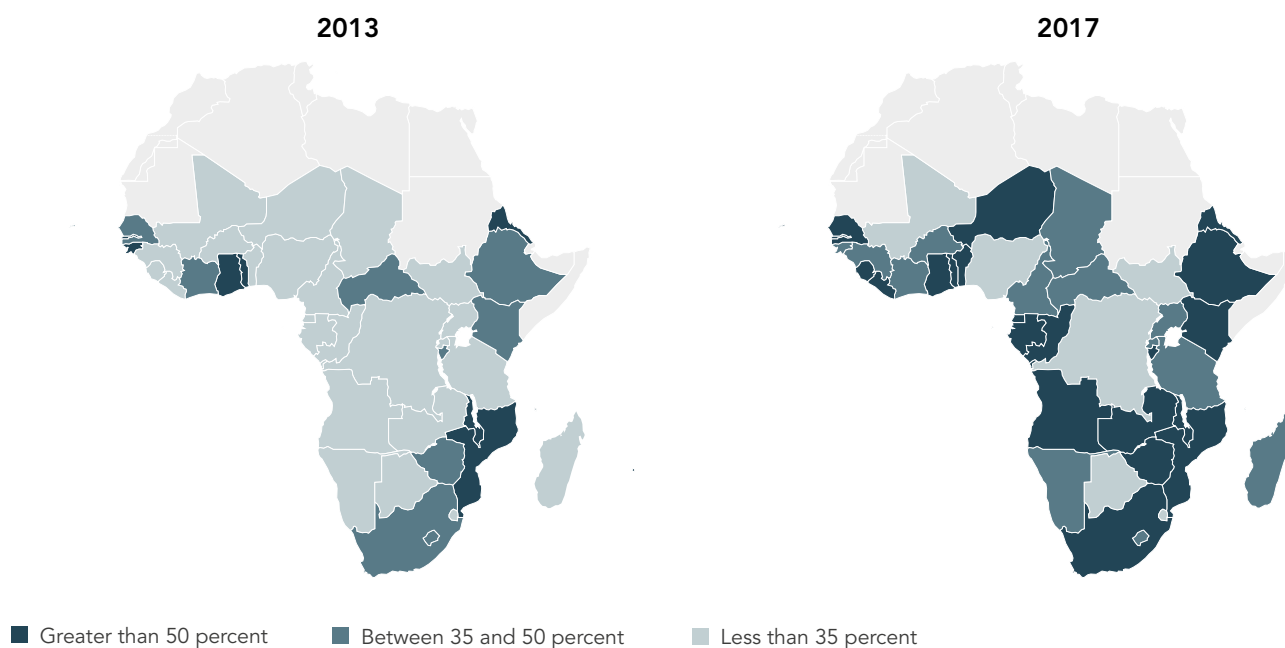 2013
2017
Greater than 50 percent
Between 35 and 50 percent
Less than 35 percent